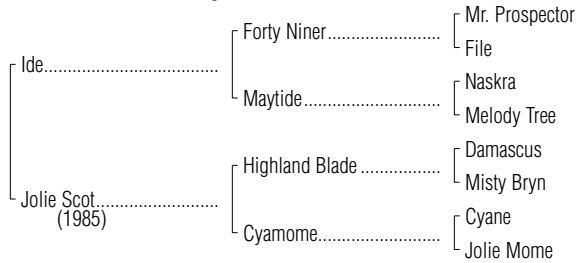 Mr. Prospector
Forty Niner........................
File
Ide.....................................
Naskra
Maytide.............................
Melody Tree
Damascus
Highland Blade .................
Misty Bryn
Jolie Scot..........................
(1985)
Cyane
Cyamome..........................
Jolie Mome